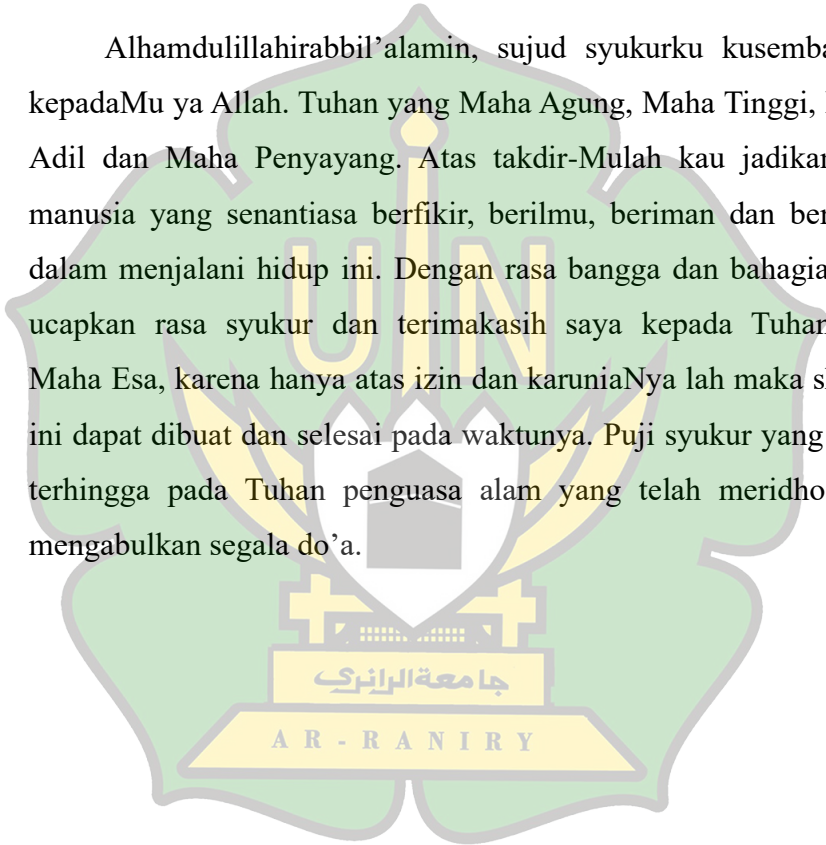 Alhamdulillahirabbil’alamin, sujud syukurku kusemba
kepadaMu ya Allah. Tuhan yang Maha Agung, Maha Tinggi,
Adil dan Maha Penyayang. Atas takdir-Mulah kau jadikan
manusia yang senantiasa berfikir, berilmu, beriman dan ber
dalam menjalani hidup ini. Dengan rasa bangga dan bahagia
ucapkan rasa syukur dan terimakasih saya kepada Tuhan
Maha Esa, karena hanya atas izin dan karuniaNya lah maka s
ini dapat dibuat dan selesai pada waktunya. Puji syukur yang
terhingga pada Tuhan penguasa alam yang telah meridho
mengabulkan segala do’a.
UIN
جامعةالرانري
AR-RANIRY